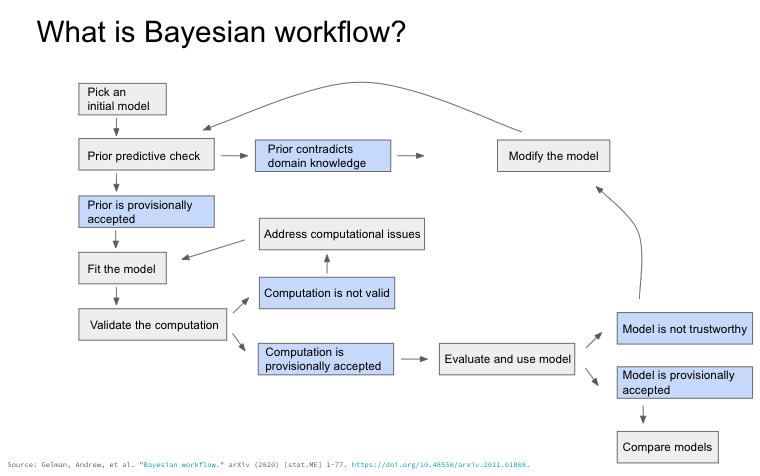 What is Bayesian workflow?
Pick an
initial model
Prior predictive check
Prior contradicts
domain knowledge
Modify the model
Prior is provisionally
accepted
Address computational issues
Fit the model
Computation is not valid
Validate the computation
Model is not trustworthy
Computation is
provisionally accepted
Evaluate and use model
Model is provisionally
accepted
Compare models
Source: Gelman, Andrew, et al. "Bayesian workflow." arXiv (2020) [stat.ME] 1-77. https://doi.org/10.48550/arxiv.2011.01808.